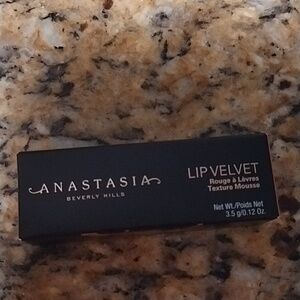 ANASTASIA
BEVERLY HILLS
LIP VELVET
Rouge à Lèvres
Texture Mousse
Net Wt./Poids Net
3.5 g/0.12 Oz.